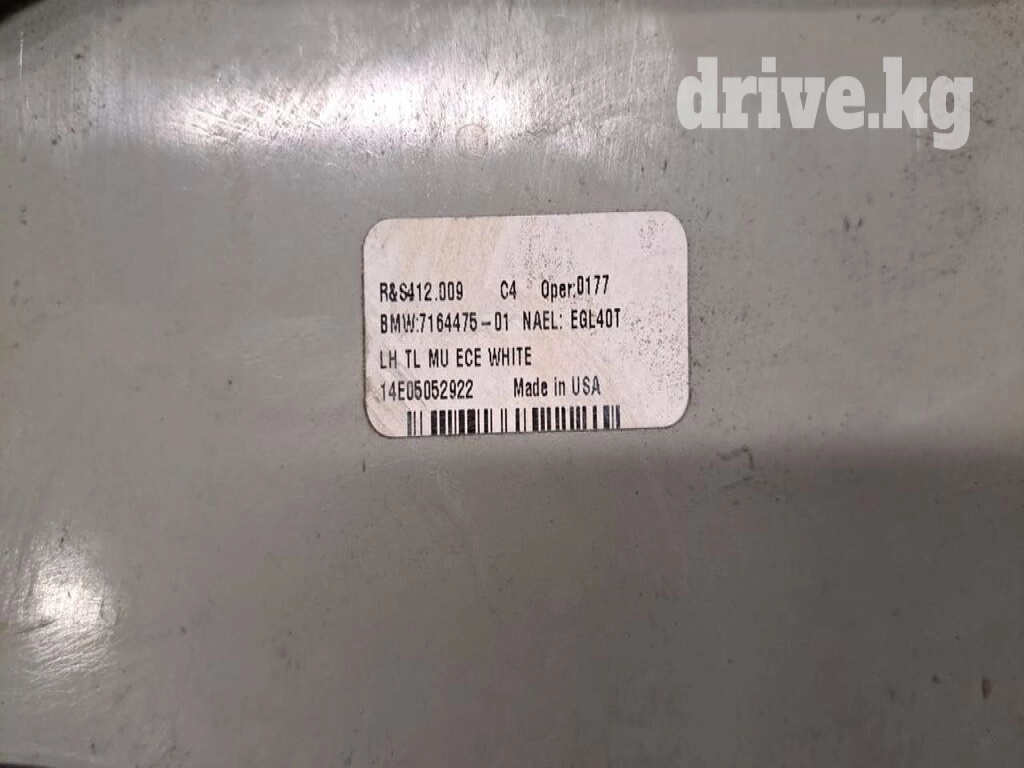 drive.kg
R&S412.009 C4 Oper:0177
BMW:7164475-01 NAEL: EGL40T
LH TL MU ECE WHITE
14E05052922 Made in USA